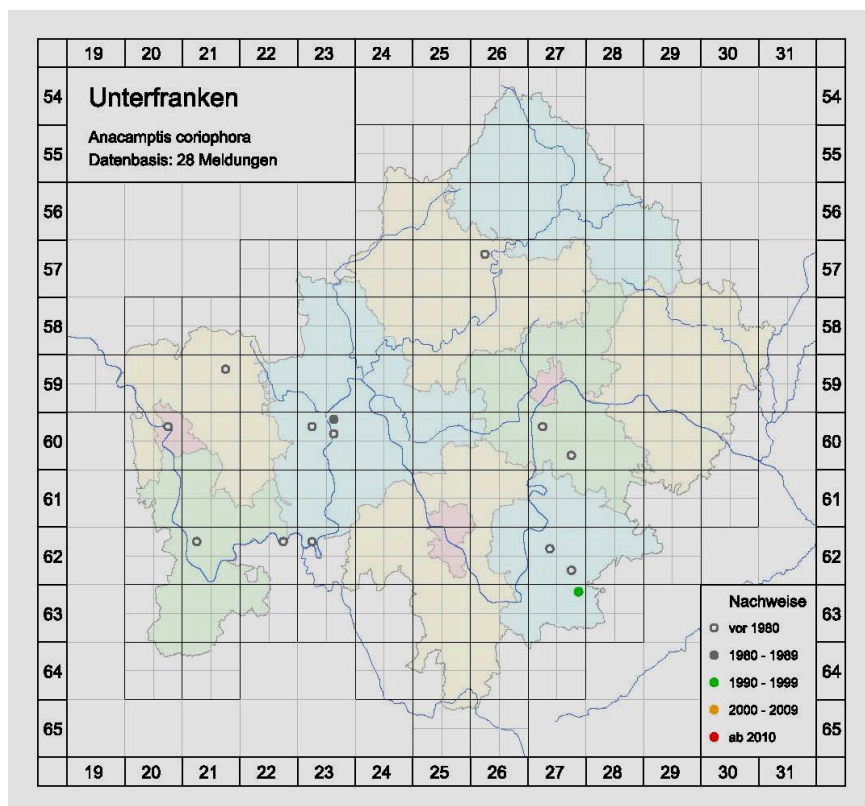 19 20 21 22 23 24 25 26 27 28 29 30 31
Unterfranken
Anacamptis coriophora
Datenbasis: 28 Meldungen
54 54
55 55
56 56
57 57
58 58
59 59
60 60
61 61
62 62
63 63
64 64
65 65
Nachweise
vor 1980
1980 - 1989
1990 - 1999
2000 - 2009
ab 2010
19 20 21 22 23 24 25 26 27 28 29 30 31